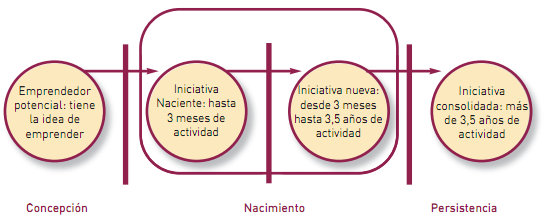 Emprendedor
potencial: tiene
la idea de
emprender
Iniciativa
Naciente: hasta
3 meses de
actividad
Iniciativa nueva:
desde 3 meses
hasta 3,5 años de
actividad
Iniciativa
consolidada: más
de 3,5 años de
actividad
Concepción
Nacimiento
Persistencia